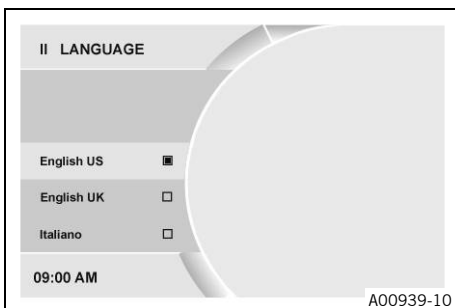 II LANGUAGE
English US
English UK
Italiano
09:00 AM
A00939-10